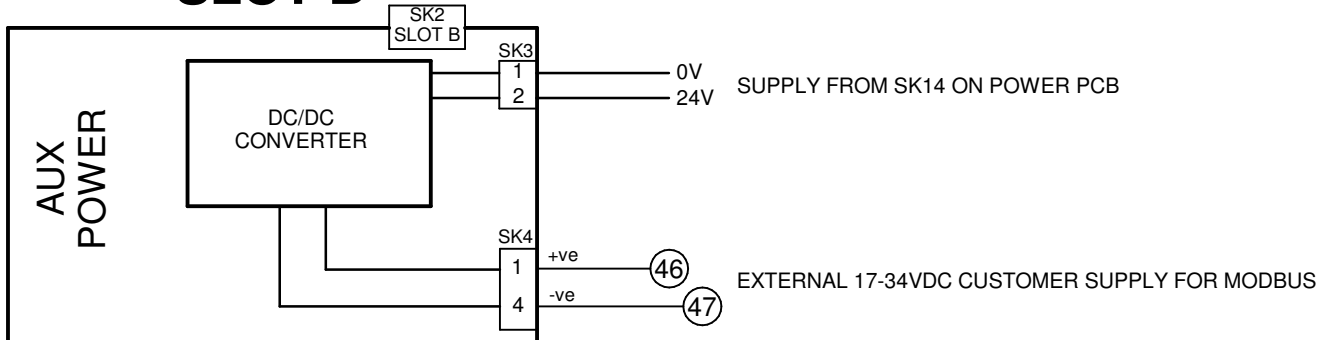 SK2
SLOT B
SK3
1 0V
2 24V
SUPPLY FROM SK14 ON POWER PCB
DC/DC
CONVERTER
AUX
POWER
SK4
1 +ve 46
4 -ve 47
EXTERNAL 17-34VDC CUSTOMER SUPPLY FOR MODBUS